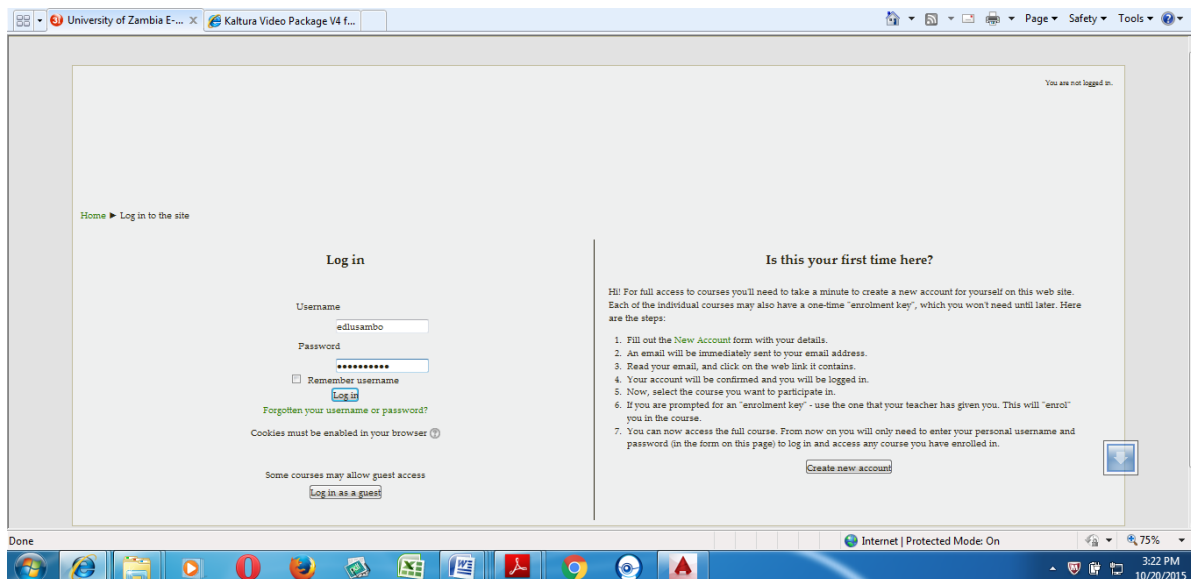 University of Zambia E-... X
Kaltura Video Package V4 f...
Page Safety Tools
You are not logged in.
Home ► Log in to the site
Log in
Username
edlusambo
Password
••••••••••
Remember username
Log in
Forgotten your username or password?
Cookies must be enabled in your browser
Some courses may allow guest access
Log in as a guest
Is this your first time here?
Hi! For full access to courses you'll need to take a minute to create a new account for yourself on this web site.
Each of the individual courses may also have a one-time "enrolment key", which you won't need until later. Here
are the steps:
1. Fill out the New Account form with your details.
2. An email will be immediately sent to your email address.
3. Read your email, and click on the web link it contains.
4. Your account will be confirmed and you will be logged in.
5. Now, select the course you want to participate in.
6. If you are prompted for an "enrolment key" - use the one that your teacher has given you. This will "enrol"
you in the course.
7. You can now access the full course. From now on you will only need to enter your personal username and
password (in the form on this page) to log in and access any course you have enrolled in.
Create new account
Done
Internet | Protected Mode: On
75%
3:22 PM
10/20/2015